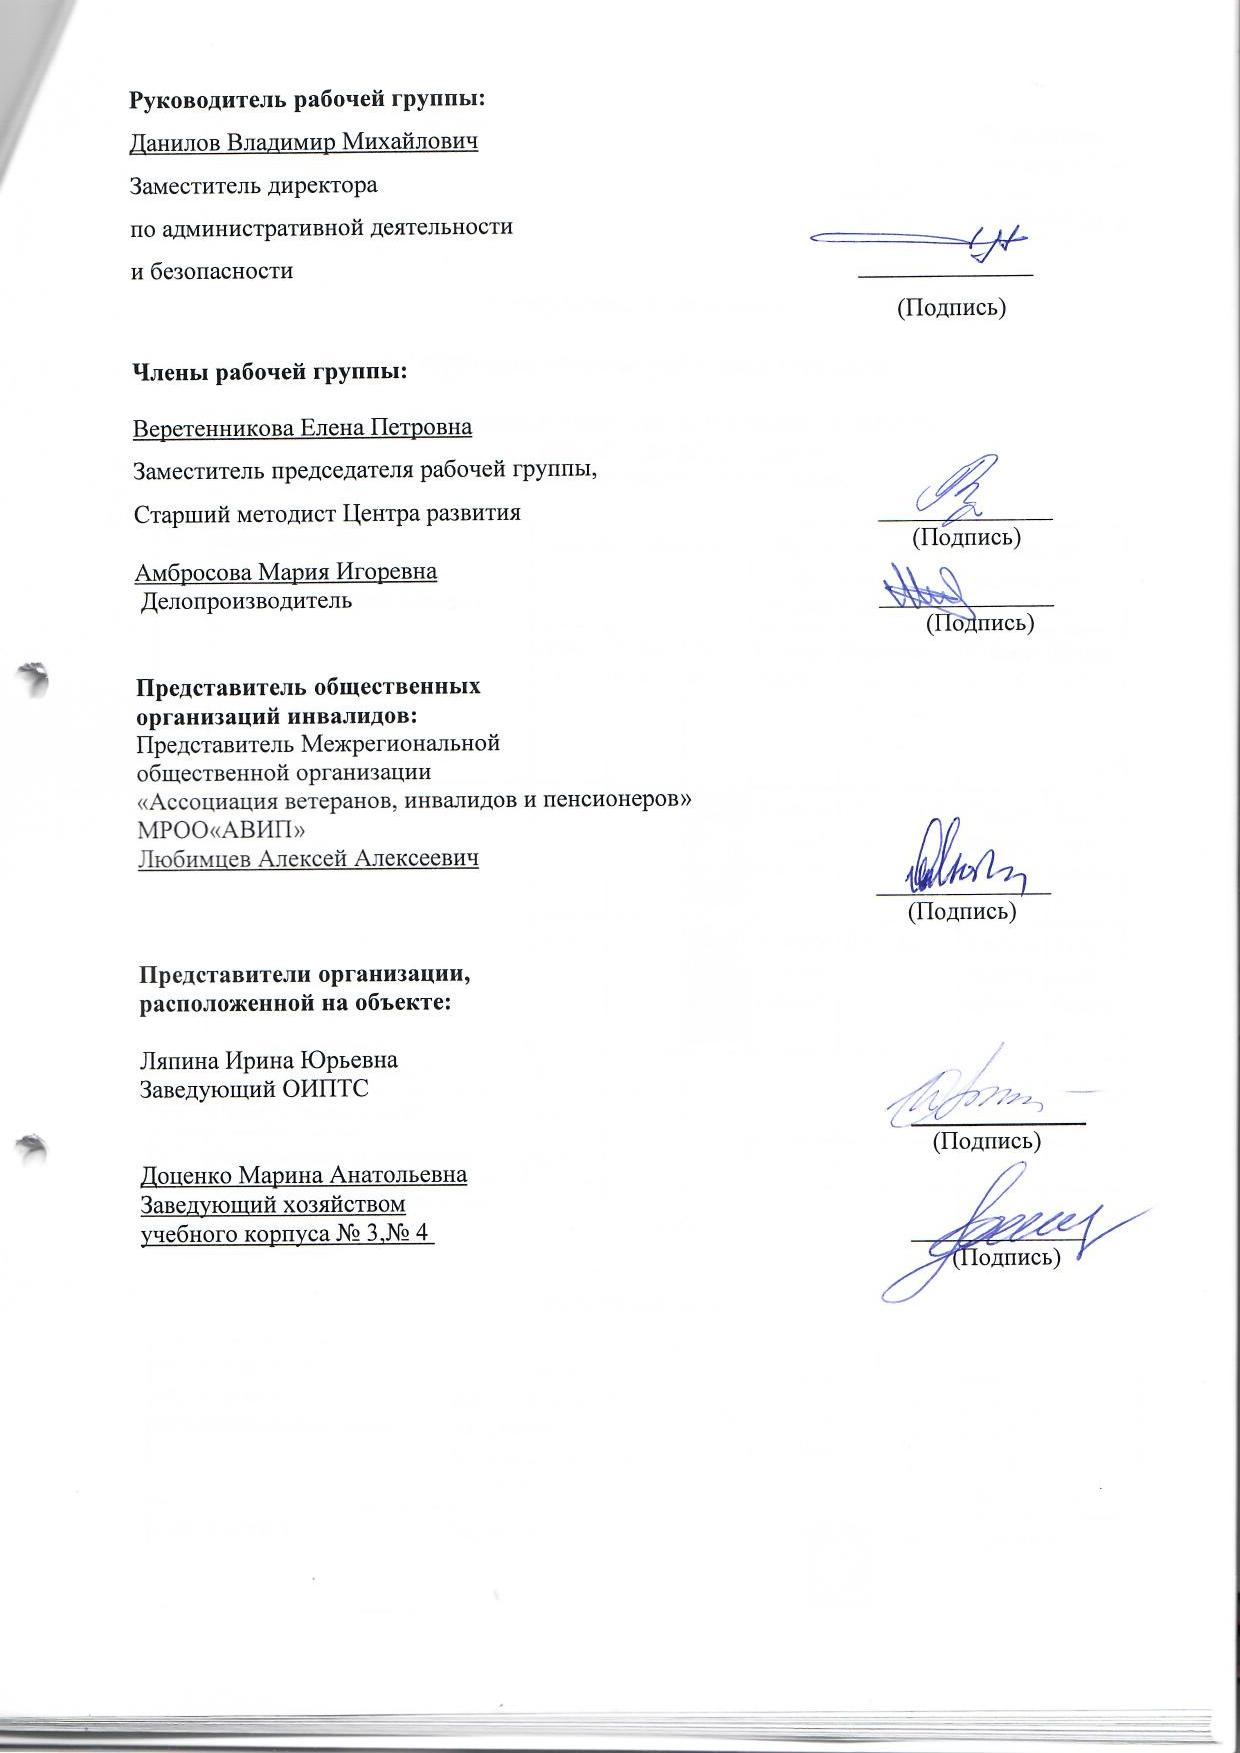 Руководитель рабочей группы:
Данилов Владимир Михайлович
Заместитель директора
по административной деятельности
и безопасности
(Подпись)
Члены рабочей группы:
Веретенникова Елена Петровна
Заместитель председателя рабочей группы,
Старший методист Центра развития
(Подпись)
Амбросова Мария Игоревна
Делопроизводитель
(Подпись)
Представитель общественных
организаций инвалидов:
Представитель Межрегиональной
общественной организации
«Ассоциация ветеранов, инвалидов и пенсионеров»
МРОО«АВИП»
Любимцев Алексей Алексеевич
(Подпись)
Представители организации,
расположенной на объекте:
Ляпина Ирина Юрьевна
Заведующий ОИПТС
(Подпись)
Доценко Марина Анатольевна
Заведующий хозяйством
учебного корпуса № 3,№ 4
(Подпись)